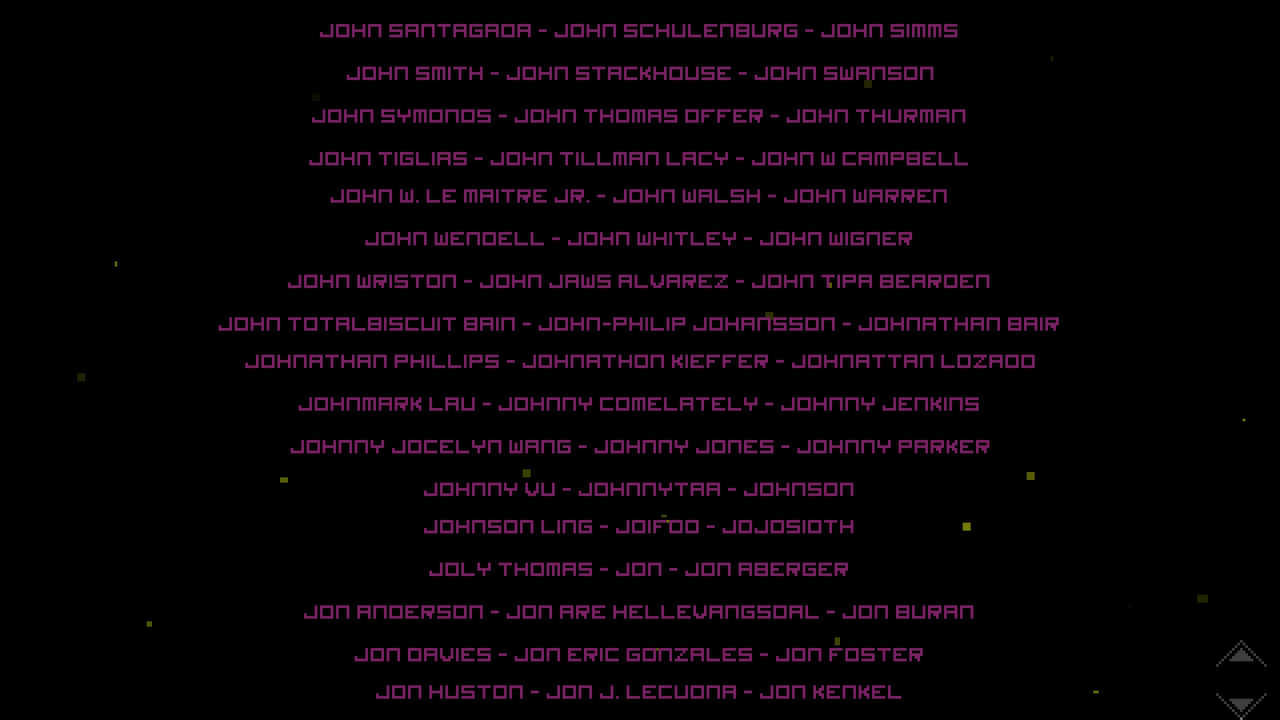 JOHN SANTAGADA - JOHN SCHULENBURG - JOHN SIMMS
JOHN SMITH - JOHN STACKHOUSE - JOHN SWANSON
JOHN SYMONDS - JOHN THOMAS OFFER - JOHN THURMAN
JOHN TIGLIAS - JOHN TILLMAN LACY - JOHN W CAMPBELL
JOHN W. LE MAITRE JR. - JOHN WALSH - JOHN WARREN
JOHN WENDELL - JOHN WHITLEY - JOHN WIGNER
JOHN WRISTON - JOHN JAWS ALVAREZ - JOHN TIPA BEARDEN
JOHN TOTALBISCUIT BAIN - JOHN-PHILIP JOHANSSON - JOHNATHAN BAIR
JOHNATHAN PHILLIPS - JOHNATHON KIEFFER - JOHNATTAN LOZADO
JOHNMARK LAU - JOHNNY COMELATELY - JOHNNY JENKINS
JOHNNY JOCELYN WANG - JOHNNY JONES - JOHNNY PARKER
JOHNNY VU - JOHNNYTAA - JOHNSON
JOHNSON LING - JOIFOO - JOJOSIOTH
JOLY THOMAS - JON - JON ABERGER
JON ANDERSON - JON ARE HELLEVANGSDAL - JON BURAN
JON DAVIES - JON ERIC GONZALES - JON FOSTER
JON HUSTON - JON J. LECUONA - JON KENKEL